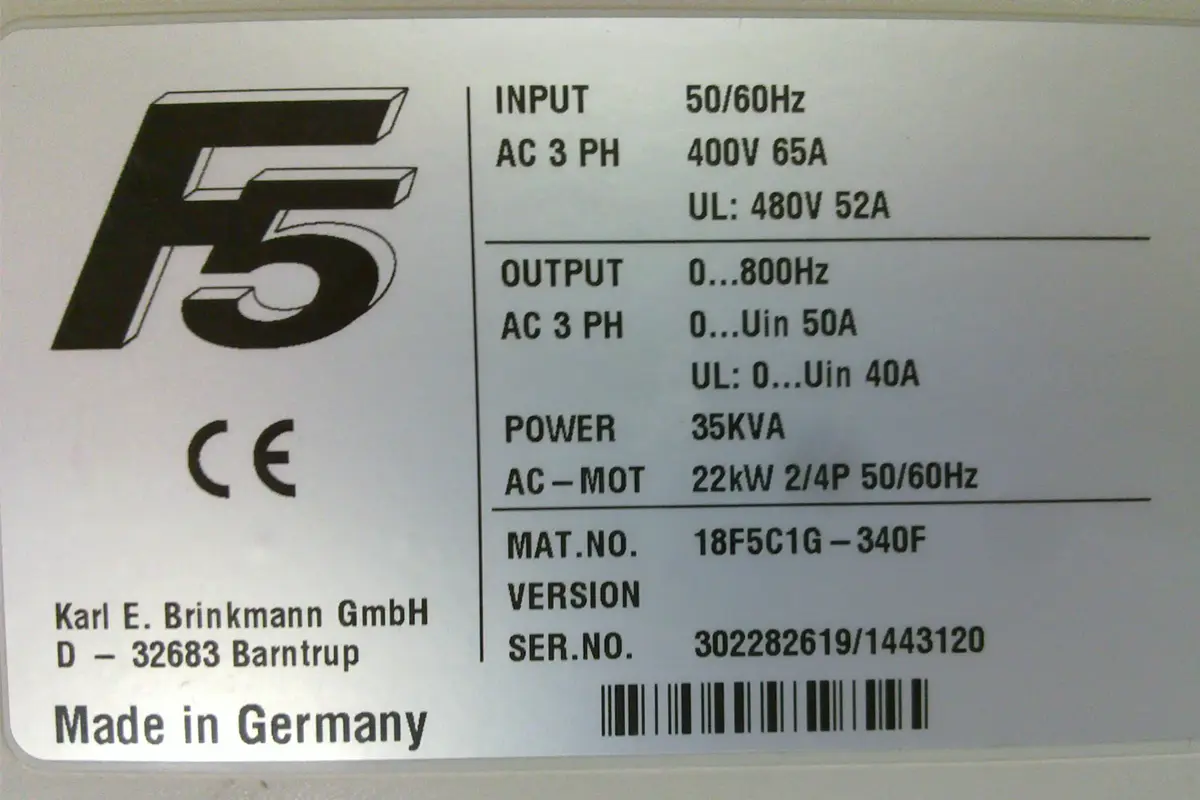 F5
CE
Karl E. Brinkmann GmbH
D – 32683 Barntrup
Made in Germany
INPUT 50/60Hz
AC 3 PH 400V 65A
UL: 480V 52A
OUTPUT 0...800Hz
AC 3 PH 0...Uin 50A
UL: 0...Uin 40A
POWER 35KVA
AC–MOT 22kW 2/4P 50/60Hz
MAT.NO. 18F5C1G–340F
VERSION
SER.NO. 302282619/1443120